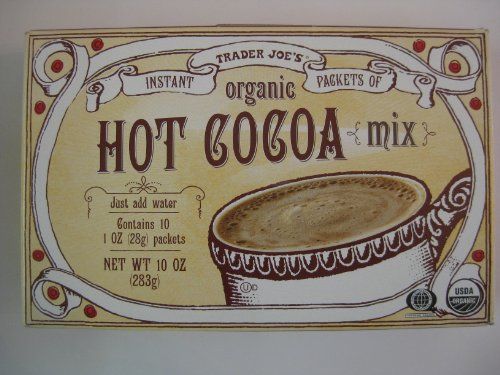 TRADER JOE'S
INSTANT PACKETS OF
organic
HOT COCOA mix
Just add water
Contains 10
1 OZ (28g) packets
NET WT 10 OZ
(283g)
U D
USDA
ORGANIC